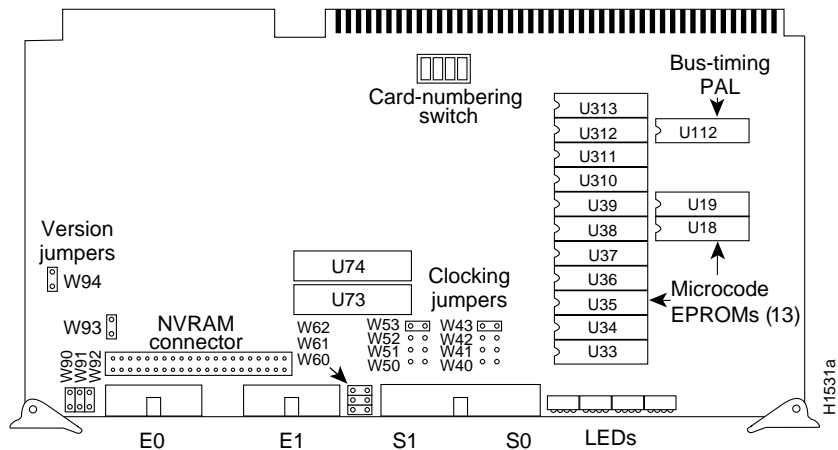 Card-numbering
switch
Bus-timing
PAL
U313
U312
U311
U310
U39
U38
U37
U36
U35
U34
U33
U112
U19
U18
Microcode
EPROMs (13)
Version
jumpers
W94
W93
W90
W91
W92
NVRAM
connector
U74
U73
W62
W61
W60
Clocking
jumpers
W53
W52
W51
W50
W43
W42
W41
W40
E0
E1
S1
S0
LEDs
H1531a